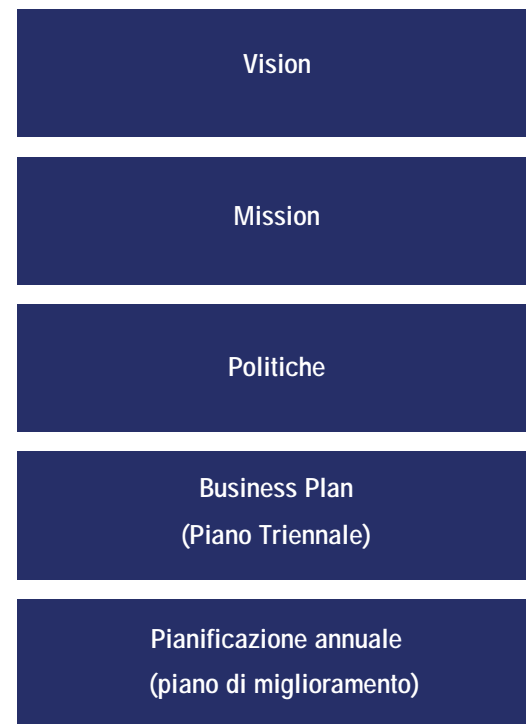 Vision
Mission
Politiche
Business Plan
(Piano Triennale)
Pianificazione annuale
(piano di miglioramento)